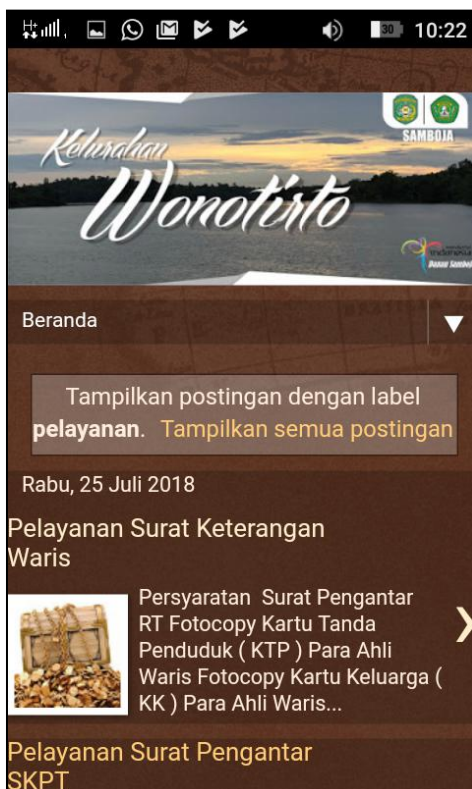 30 10:22
SAMBOJA
Kelurahan
Wonotirto
Beranda
Tampilkan postingan dengan label
pelayanan. Tampilkan semua postingan
Rabu, 25 Juli 2018
Pelayanan Surat Keterangan
Waris
Persyaratan Surat Pengantar
RT Fotocopy Kartu Tanda
Penduduk ( KTP ) Para Ahli
Waris Fotocopy Kartu Keluarga (
KK ) Para Ahli Waris...
Pelayanan Surat Pengantar
SKPT